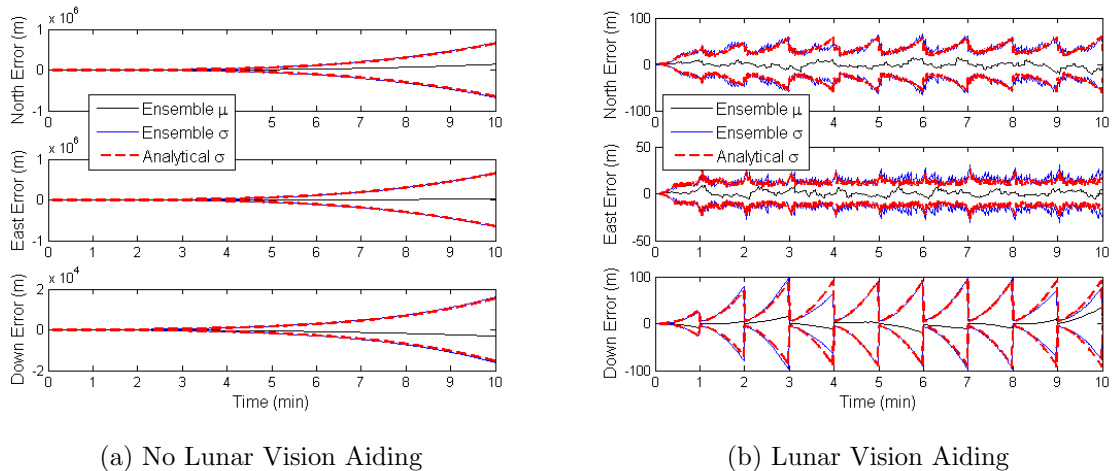 x 10^6
North Error (m)
1
0
-1
0 1 2 3 4 5 6 7 8 9 10
Ensemble μ
Ensemble σ
Analytical σ
x 10^6
East Error (m)
1
0
-1
0 1 2 3 4 5 6 7 8 9 10
x 10^4
Down Error (m)
2
0
-2
0 1 2 3 4 5 6 7 8 9 10
Time (min)
(a) No Lunar Vision Aiding
North Error (m)
100
0
-100
0 1 2 3 4 5 6 7 8 9 10
Ensemble μ
Ensemble σ
Analytical σ
East Error (m)
50
0
-50
0 1 2 3 4 5 6 7 8 9 10
Down Error (m)
100
0
-100
0 1 2 3 4 5 6 7 8 9 10
Time (min)
(b) Lunar Vision Aiding